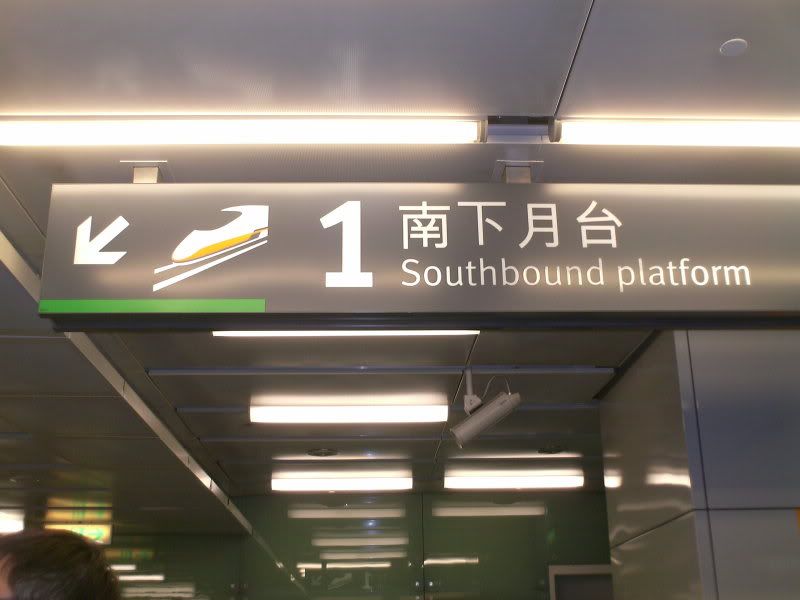 1
南下月台
Southbound platform